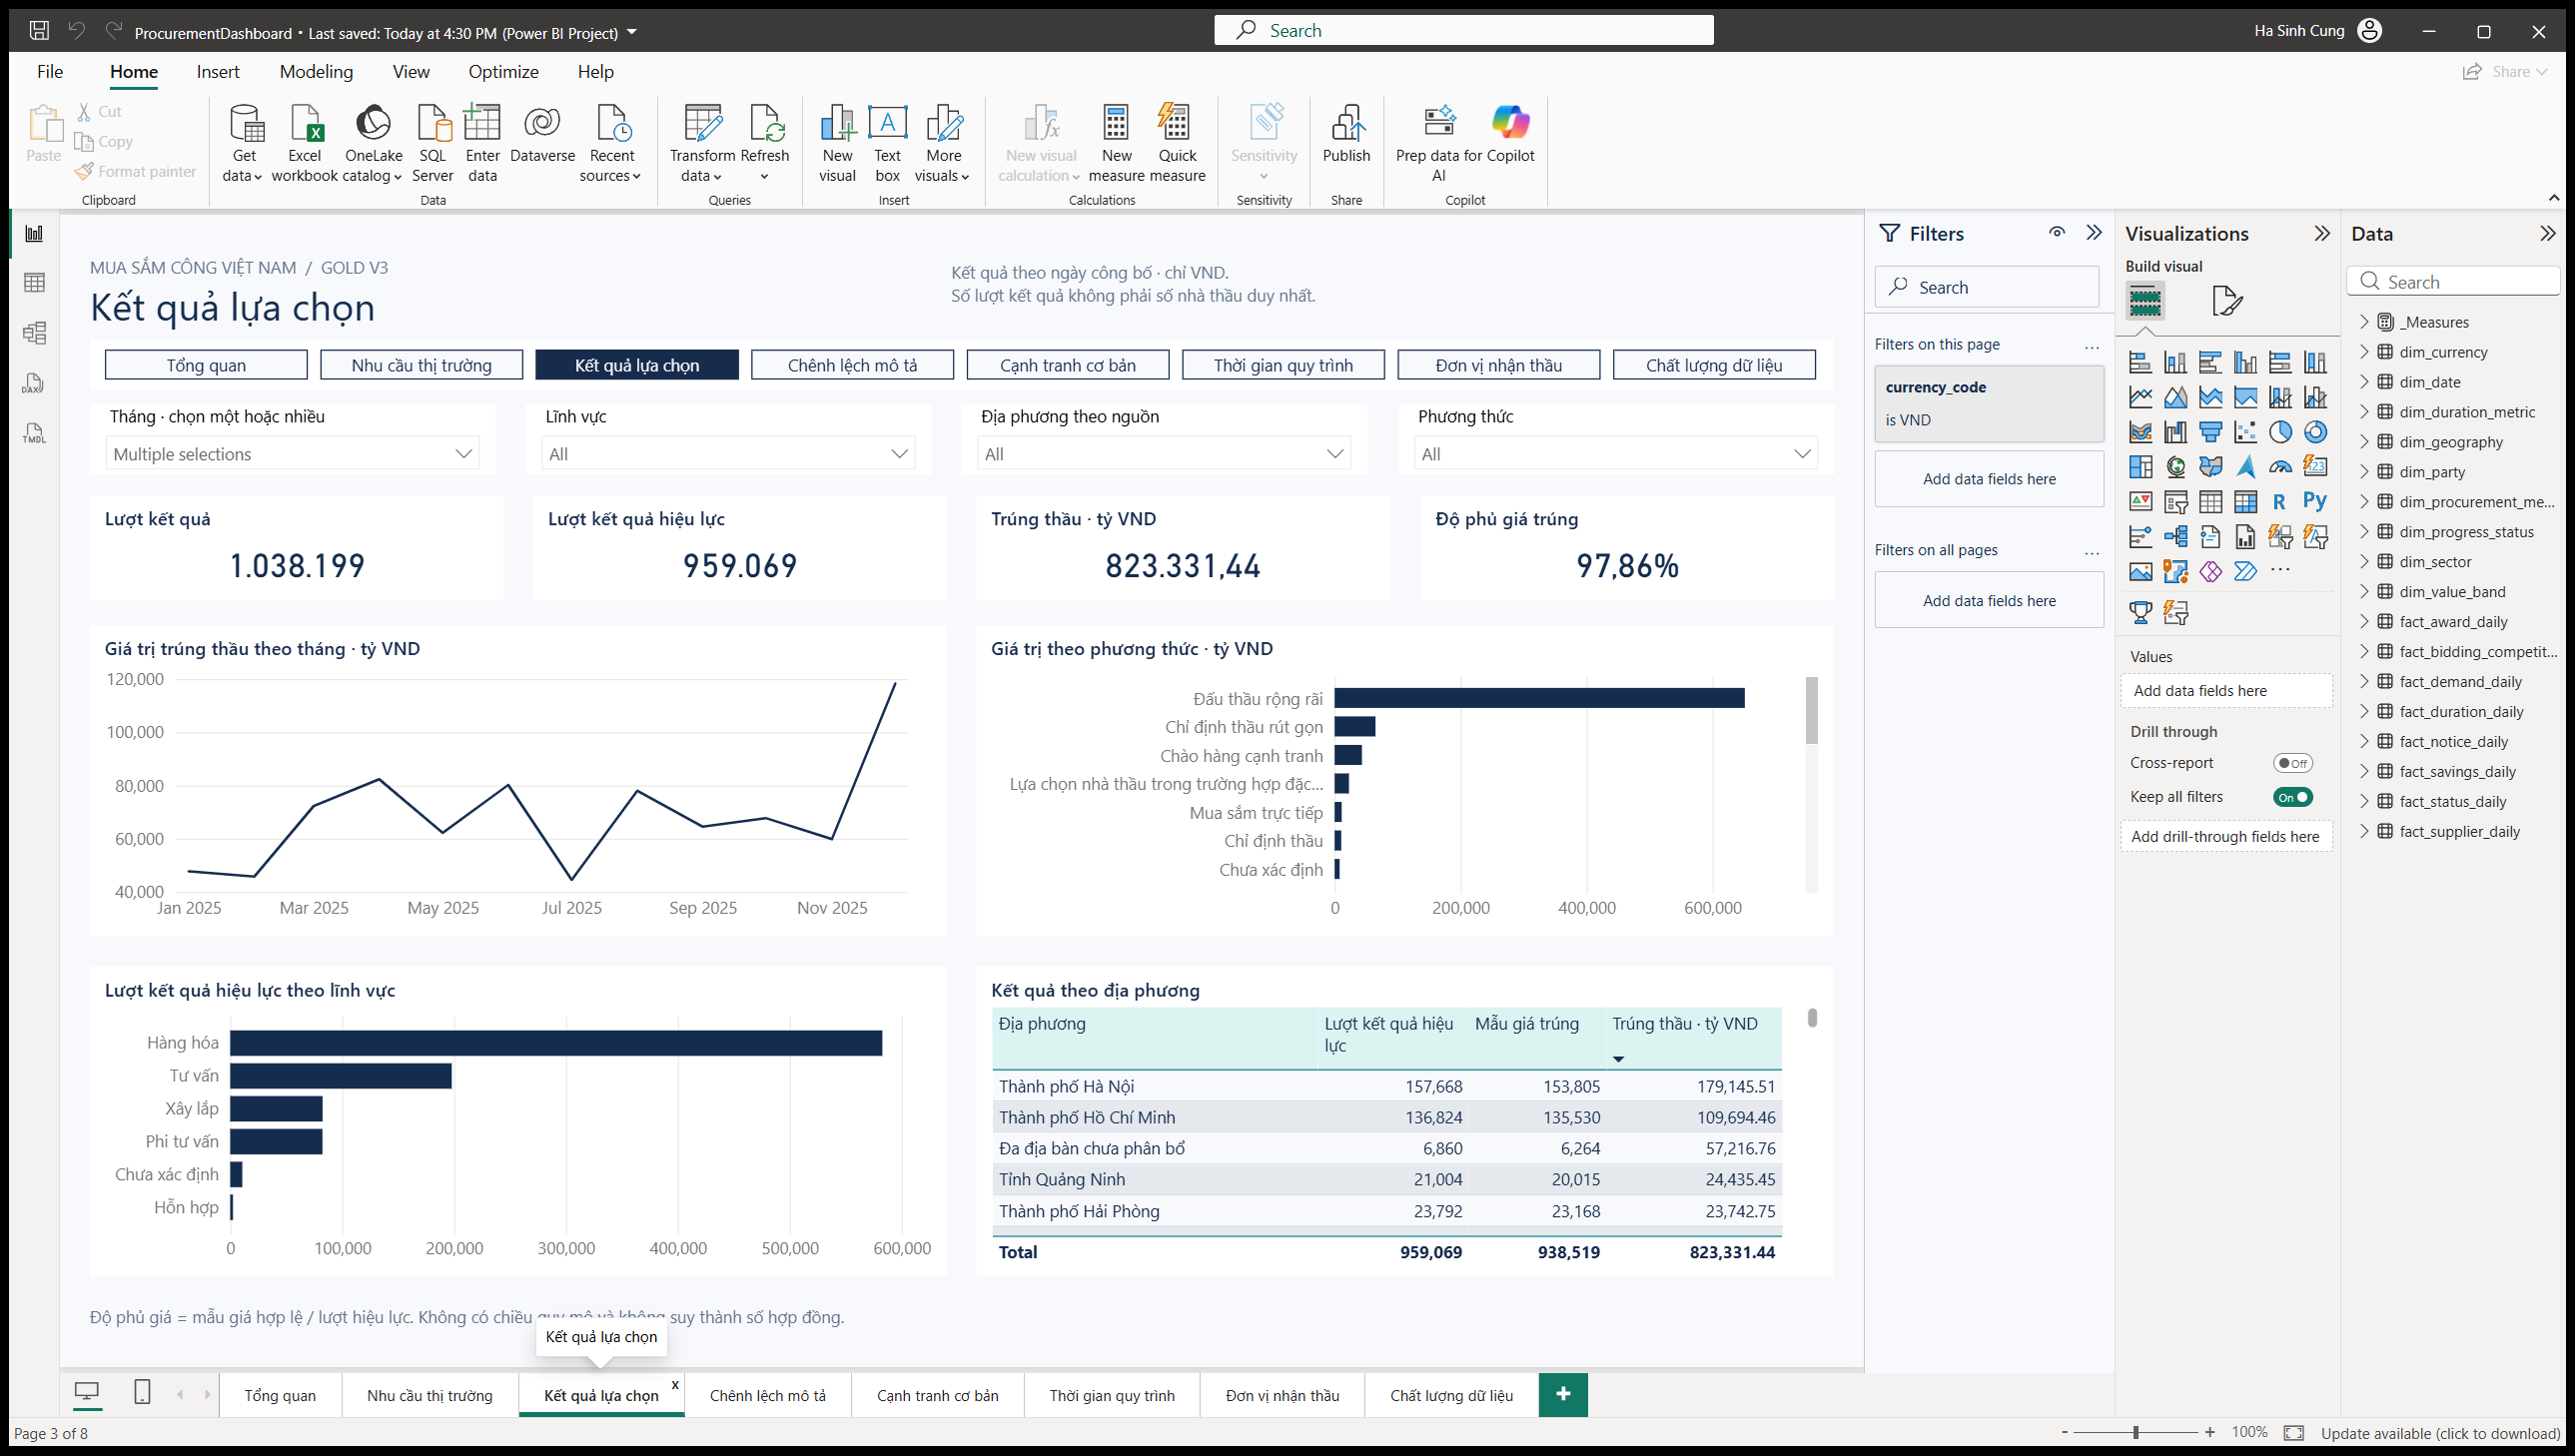 ProcurementDashboard • Last saved: Today at 4:30 PM (Power BI Project)
Search
Ha Sinh Cung
File Home Insert Modeling View Optimize Help
Share
Paste
Cut
Copy
Format painter
Clipboard
Get data
Excel workbook
OneLake catalog
SQL Server
Enter data
Dataverse
Recent sources
Data
Transform data
Refresh
Queries
New visual
Text box
More visuals
Insert
New visual calculation
New measure
Quick measure
Calculations
Sensitivity
Sensitivity
Publish
Share
Prep data for AI
Copilot
Copilot
DAX
TMDL
MUA SẮM CÔNG VIỆT NAM / GOLD V3
Kết quả lựa chọn
Kết quả theo ngày công bố · chỉ VND.
Số lượt kết quả không phải số nhà thầu duy nhất.
Tổng quan Nhu cầu thị trường Kết quả lựa chọn Chênh lệch mô tả Cạnh tranh cơ bản Thời gian quy trình Đơn vị nhận thầu Chất lượng dữ liệu
Tháng · chọn một hoặc nhiều Lĩnh vực Địa phương theo nguồn Phương thức
Multiple selections All All All
Lượt kết quả Lượt kết quả hiệu lực Trúng thầu · tỷ VND Độ phủ giá trúng
1.038.199 959.069 823.331,44 97,86%
Giá trị trúng thầu theo tháng · tỷ VND
120,000
100,000
80,000
60,000
40,000
Jan 2025 Mar 2025 May 2025 Jul 2025 Sep 2025 Nov 2025
Giá trị theo phương thức · tỷ VND
Đấu thầu rộng rãi
Chỉ định thầu rút gọn
Chào hàng cạnh tranh
Lựa chọn nhà thầu trong trường hợp đặc...
Mua sắm trực tiếp
Chỉ định thầu
Chưa xác định
0 200,000 400,000 600,000
Lượt kết quả hiệu lực theo lĩnh vực
Hàng hóa
Tư vấn
Xây lắp
Phi tư vấn
Chưa xác định
Hỗn hợp
0 100,000 200,000 300,000 400,000 500,000 600,000
Kết quả theo địa phương
Địa phương Lượt kết quả hiệu lực Mẫu giá trúng Trúng thầu · tỷ VND
Thành phố Hà Nội 157,668 153,805 179,145.51
Thành phố Hồ Chí Minh 136,824 135,530 109,694.46
Đa địa bàn chưa phân bổ 6,860 6,264 57,216.76
Tỉnh Quảng Ninh 21,004 20,015 24,435.45
Thành phố Hải Phòng 23,792 23,168 23,742.75
Total 959,069 938,519 823,331.44
Độ phủ giá = mẫu giá hợp lệ / lượt hiệu lực. Không có chiều quy mô và không suy thành số hợp đồng.
Kết quả lựa chọn
Filters
Search
Filters on this page ...
currency_code
is VND
Add data fields here
Filters on all pages ...
Add data fields here
Visualizations
Build visual
123
R Py
...
Values
Add data fields here
Drill through
Cross-report Off
Keep all filters On
Add drill-through fields here
Data
Search
_Measures
dim_currency
dim_date
dim_duration_metric
dim_geography
dim_party
dim_procurement_me...
dim_progress_status
dim_sector
dim_value_band
fact_award_daily
fact_bidding_competit...
fact_demand_daily
fact_duration_daily
fact_notice_daily
fact_savings_daily
fact_status_daily
fact_supplier_daily
Tổng quan Nhu cầu thị trường Kết quả lựa chọn x Chênh lệch mô tả Cạnh tranh cơ bản Thời gian quy trình Đơn vị nhận thầu Chất lượng dữ liệu +
Page 3 of 8
- + 100% Update available (click to download)